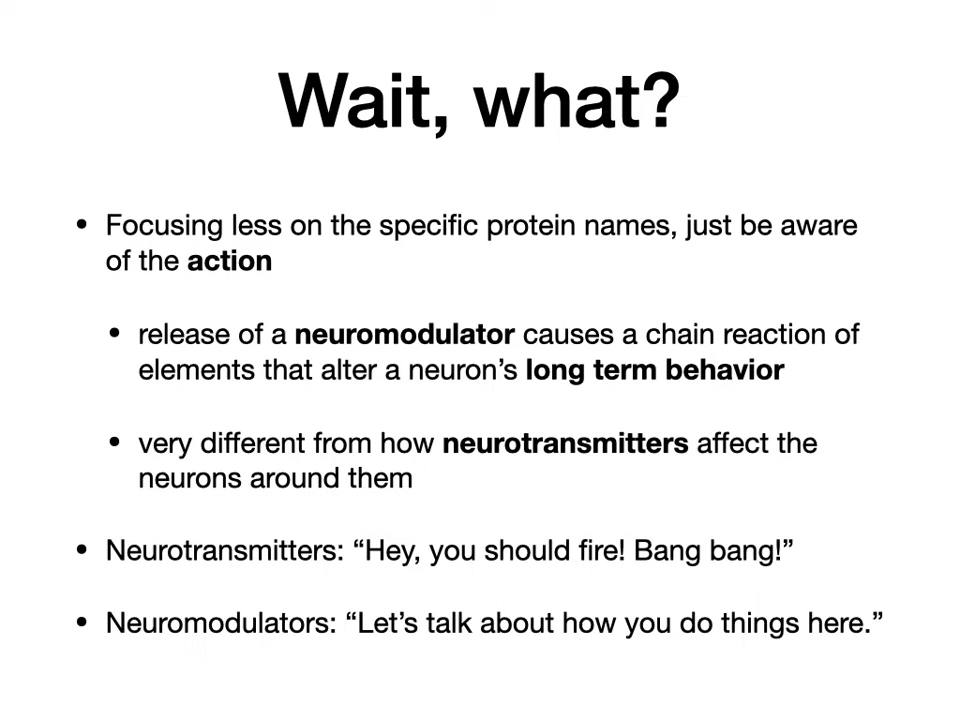 Wait, what?
• Focusing less on the specific protein names, just be aware
of the action
• release of a neuromodulator causes a chain reaction of
elements that alter a neuron’s long term behavior
• very different from how neurotransmitters affect the
neurons around them
• Neurotransmitters: “Hey, you should fire! Bang bang!”
• Neuromodulators: “Let’s talk about how you do things here.”